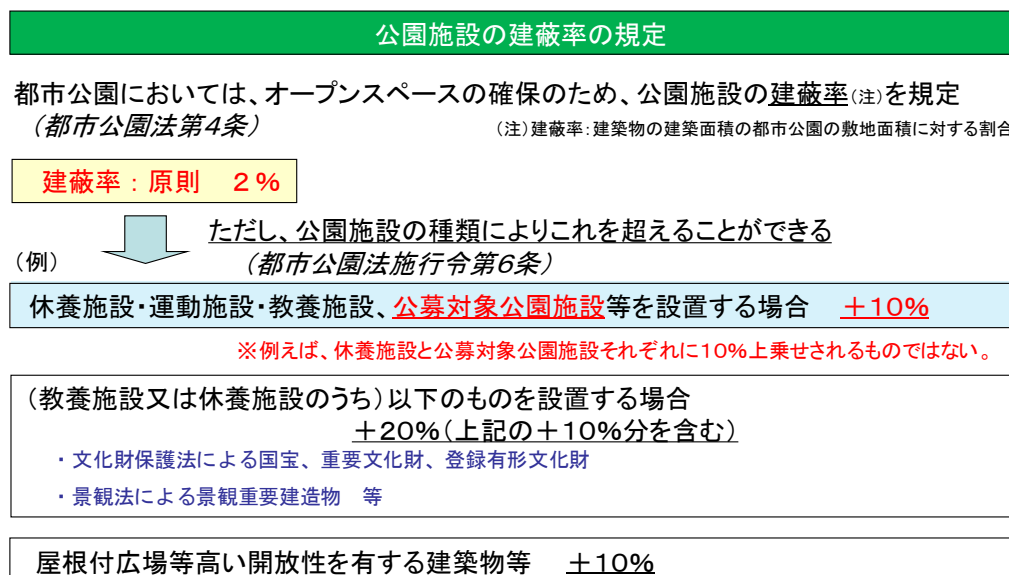 公園施設の建蔽率の規定
都市公園においては、オープンスペースの確保のため、公園施設の建蔽率(注)を規定
(都市公園法第4条)
(注)建蔽率:建築物の建築面積の都市公園の敷地面積に対する割合
建蔽率:原則 2%
ただし、公園施設の種類によりこれを超えることができる
(例)
(都市公園法施行令第6条)
休養施設・運動施設・教養施設、公募対象公園施設等を設置する場合 +10%
※例えば、休養施設と公募対象公園施設それぞれに10%上乗せされるものではない。
(教養施設又は休養施設のうち)以下のものを設置する場合
+20%(上記の+10%分を含む)
・文化財保護法による国宝、重要文化財、登録有形文化財
・景観法による景観重要建造物 等
屋根付広場等高い開放性を有する建築物等 +10%